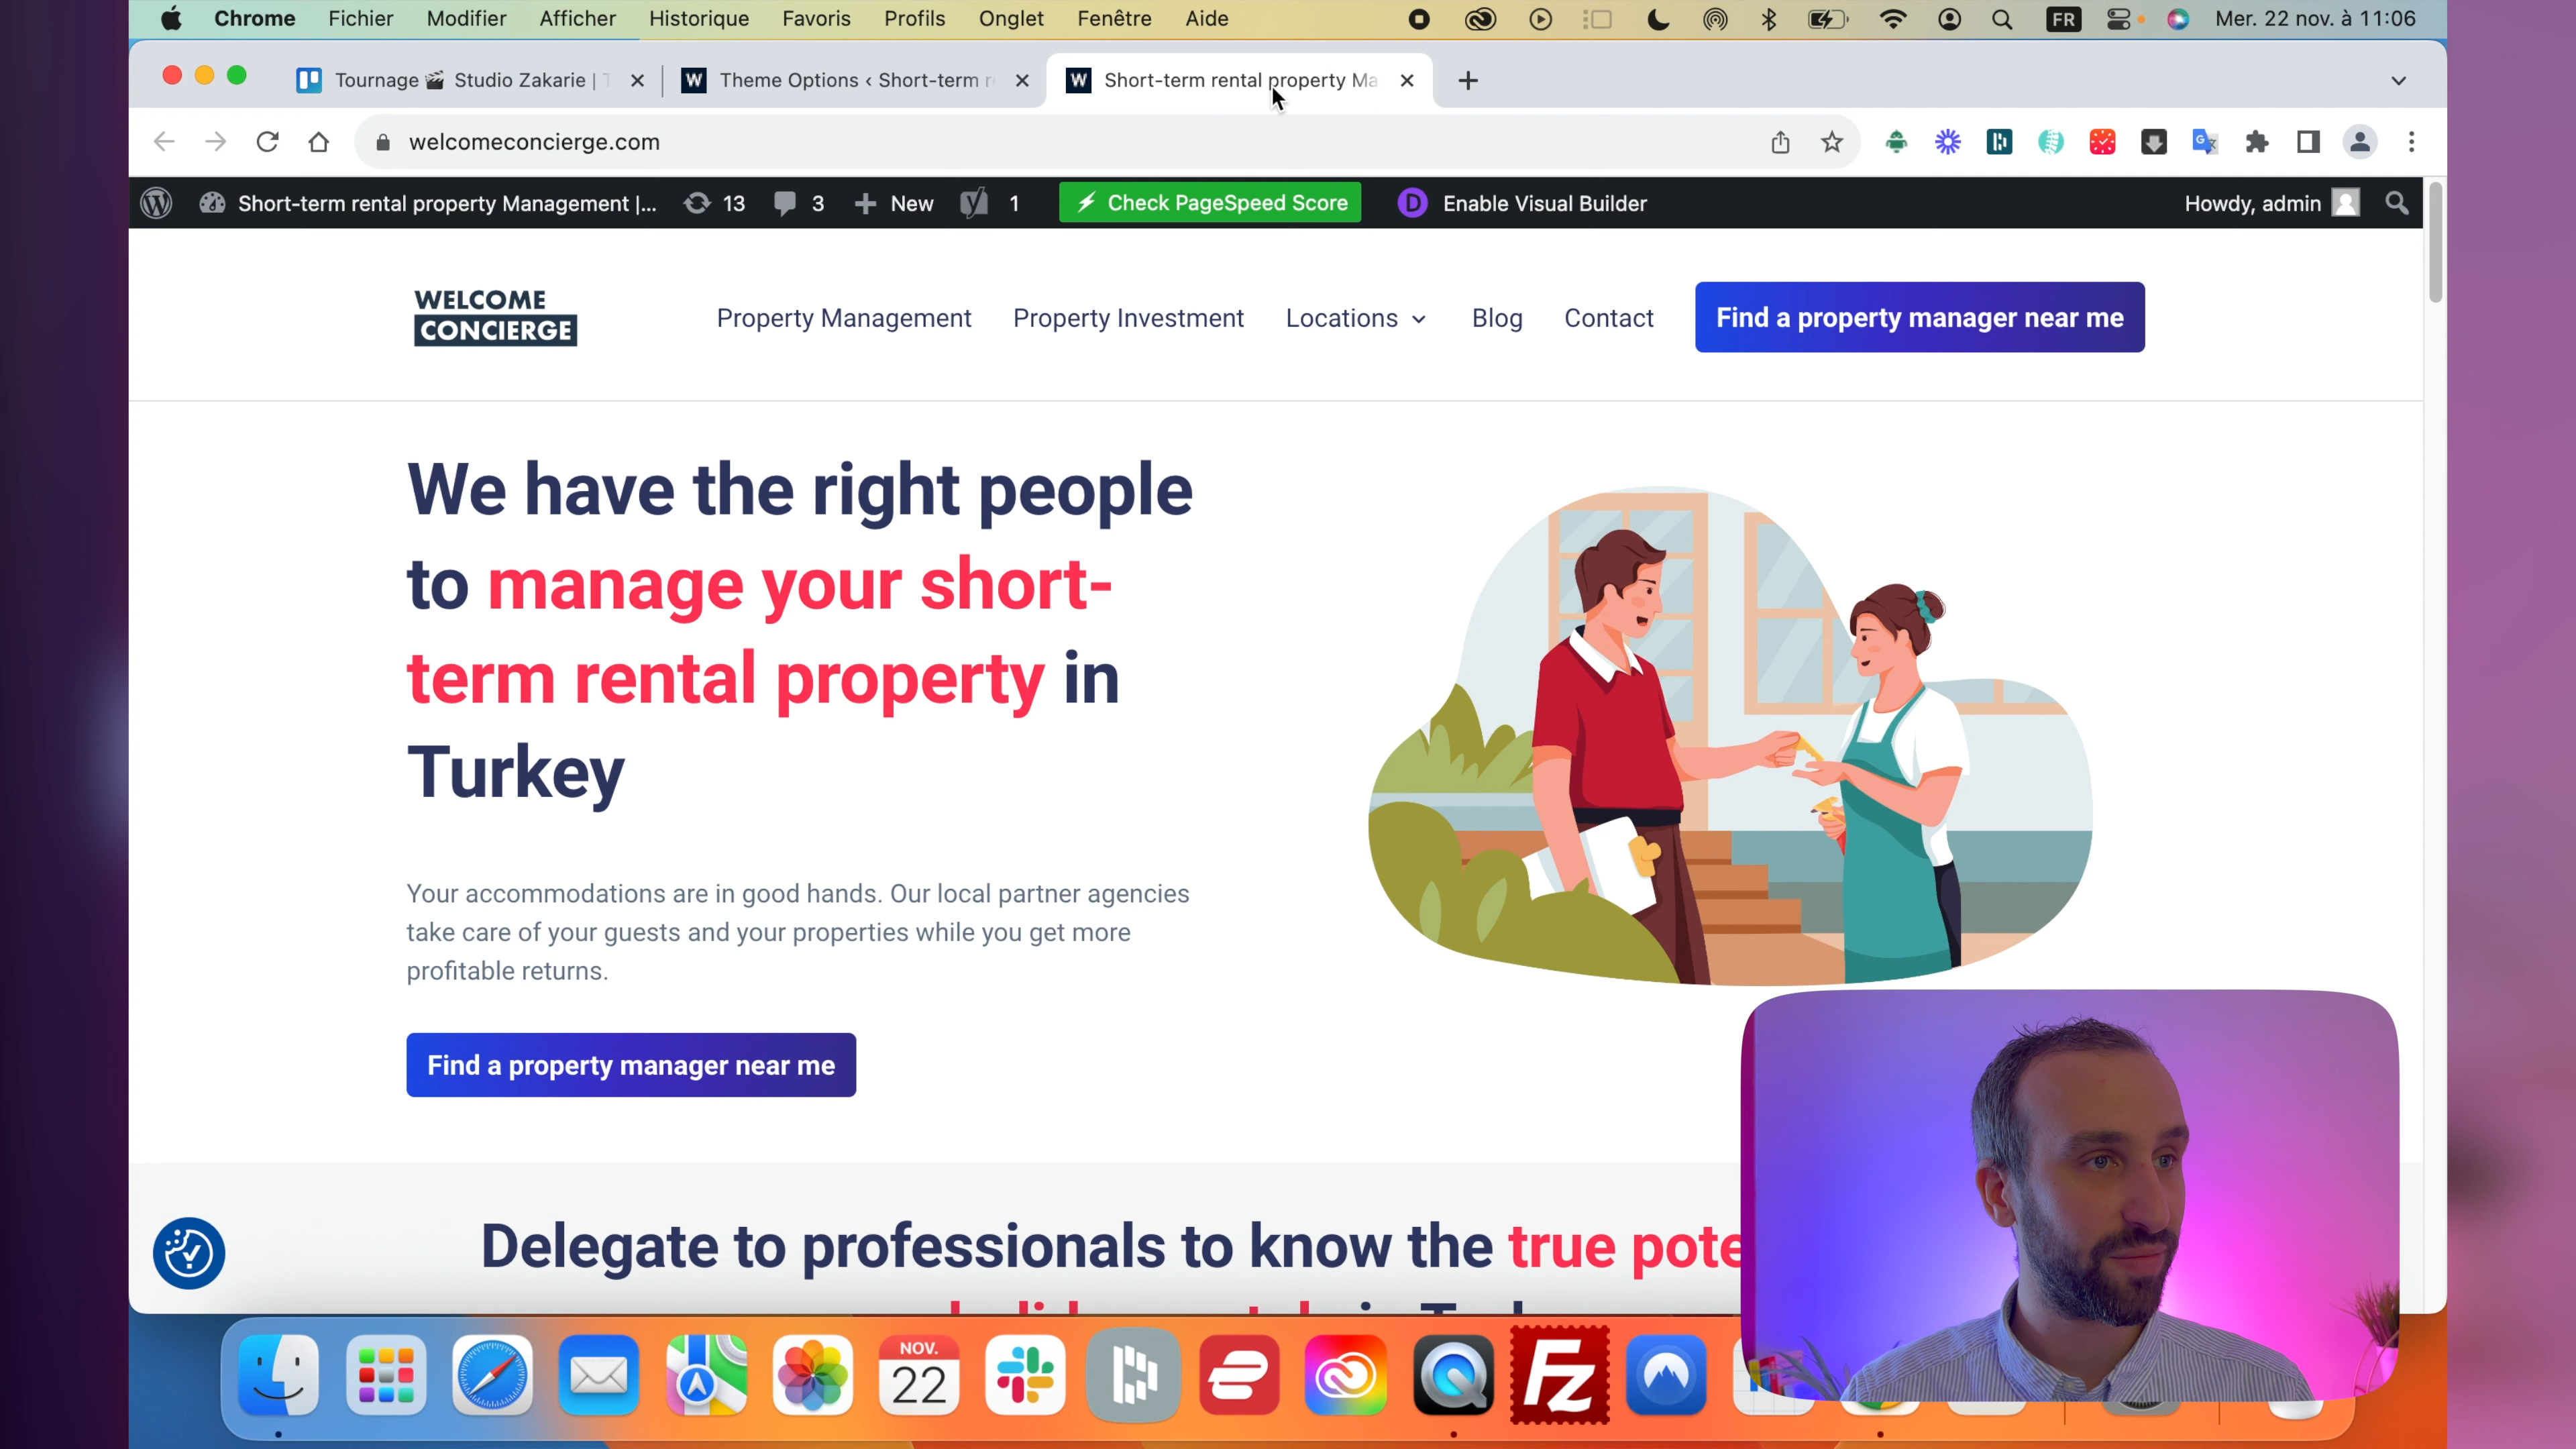 Chrome Fichier Modifier Afficher Historique Favoris Profils Onglet Fenêtre Aide FR Mer. 22 nov. à 11:06
Tournage 🎬 Studio Zakarie | Theme Options ‹ Short-term Short-term rental property
welcomeconcierge.com
Short-term rental property Management |... 13 3 New 1 Check PageSpeed Score D Enable Visual Builder Howdy, admin
WELCOME
CONCIERGE
Property Management Property Investment Locations Blog Contact Find a property manager near me
We have the right people
to manage your short-
term rental property in
Turkey
Your accommodations are in good hands. Our local partner agencies
take care of your guests and your properties while you get more
profitable returns.
Find a property manager near me
Delegate to professionals to know the true
NOV.
22
Fz